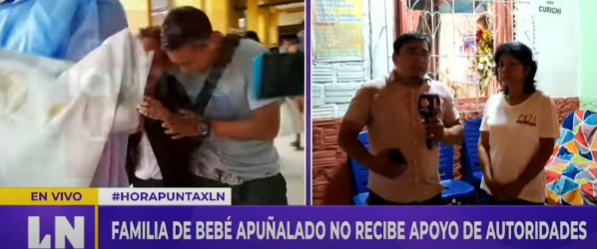 CURICHI
EN VIVO
#HORAPUNTAXLN
LN
FAMILIA DE BEBÉ APUÑALADO NO RECIBE APOYO DE AUTORIDADES